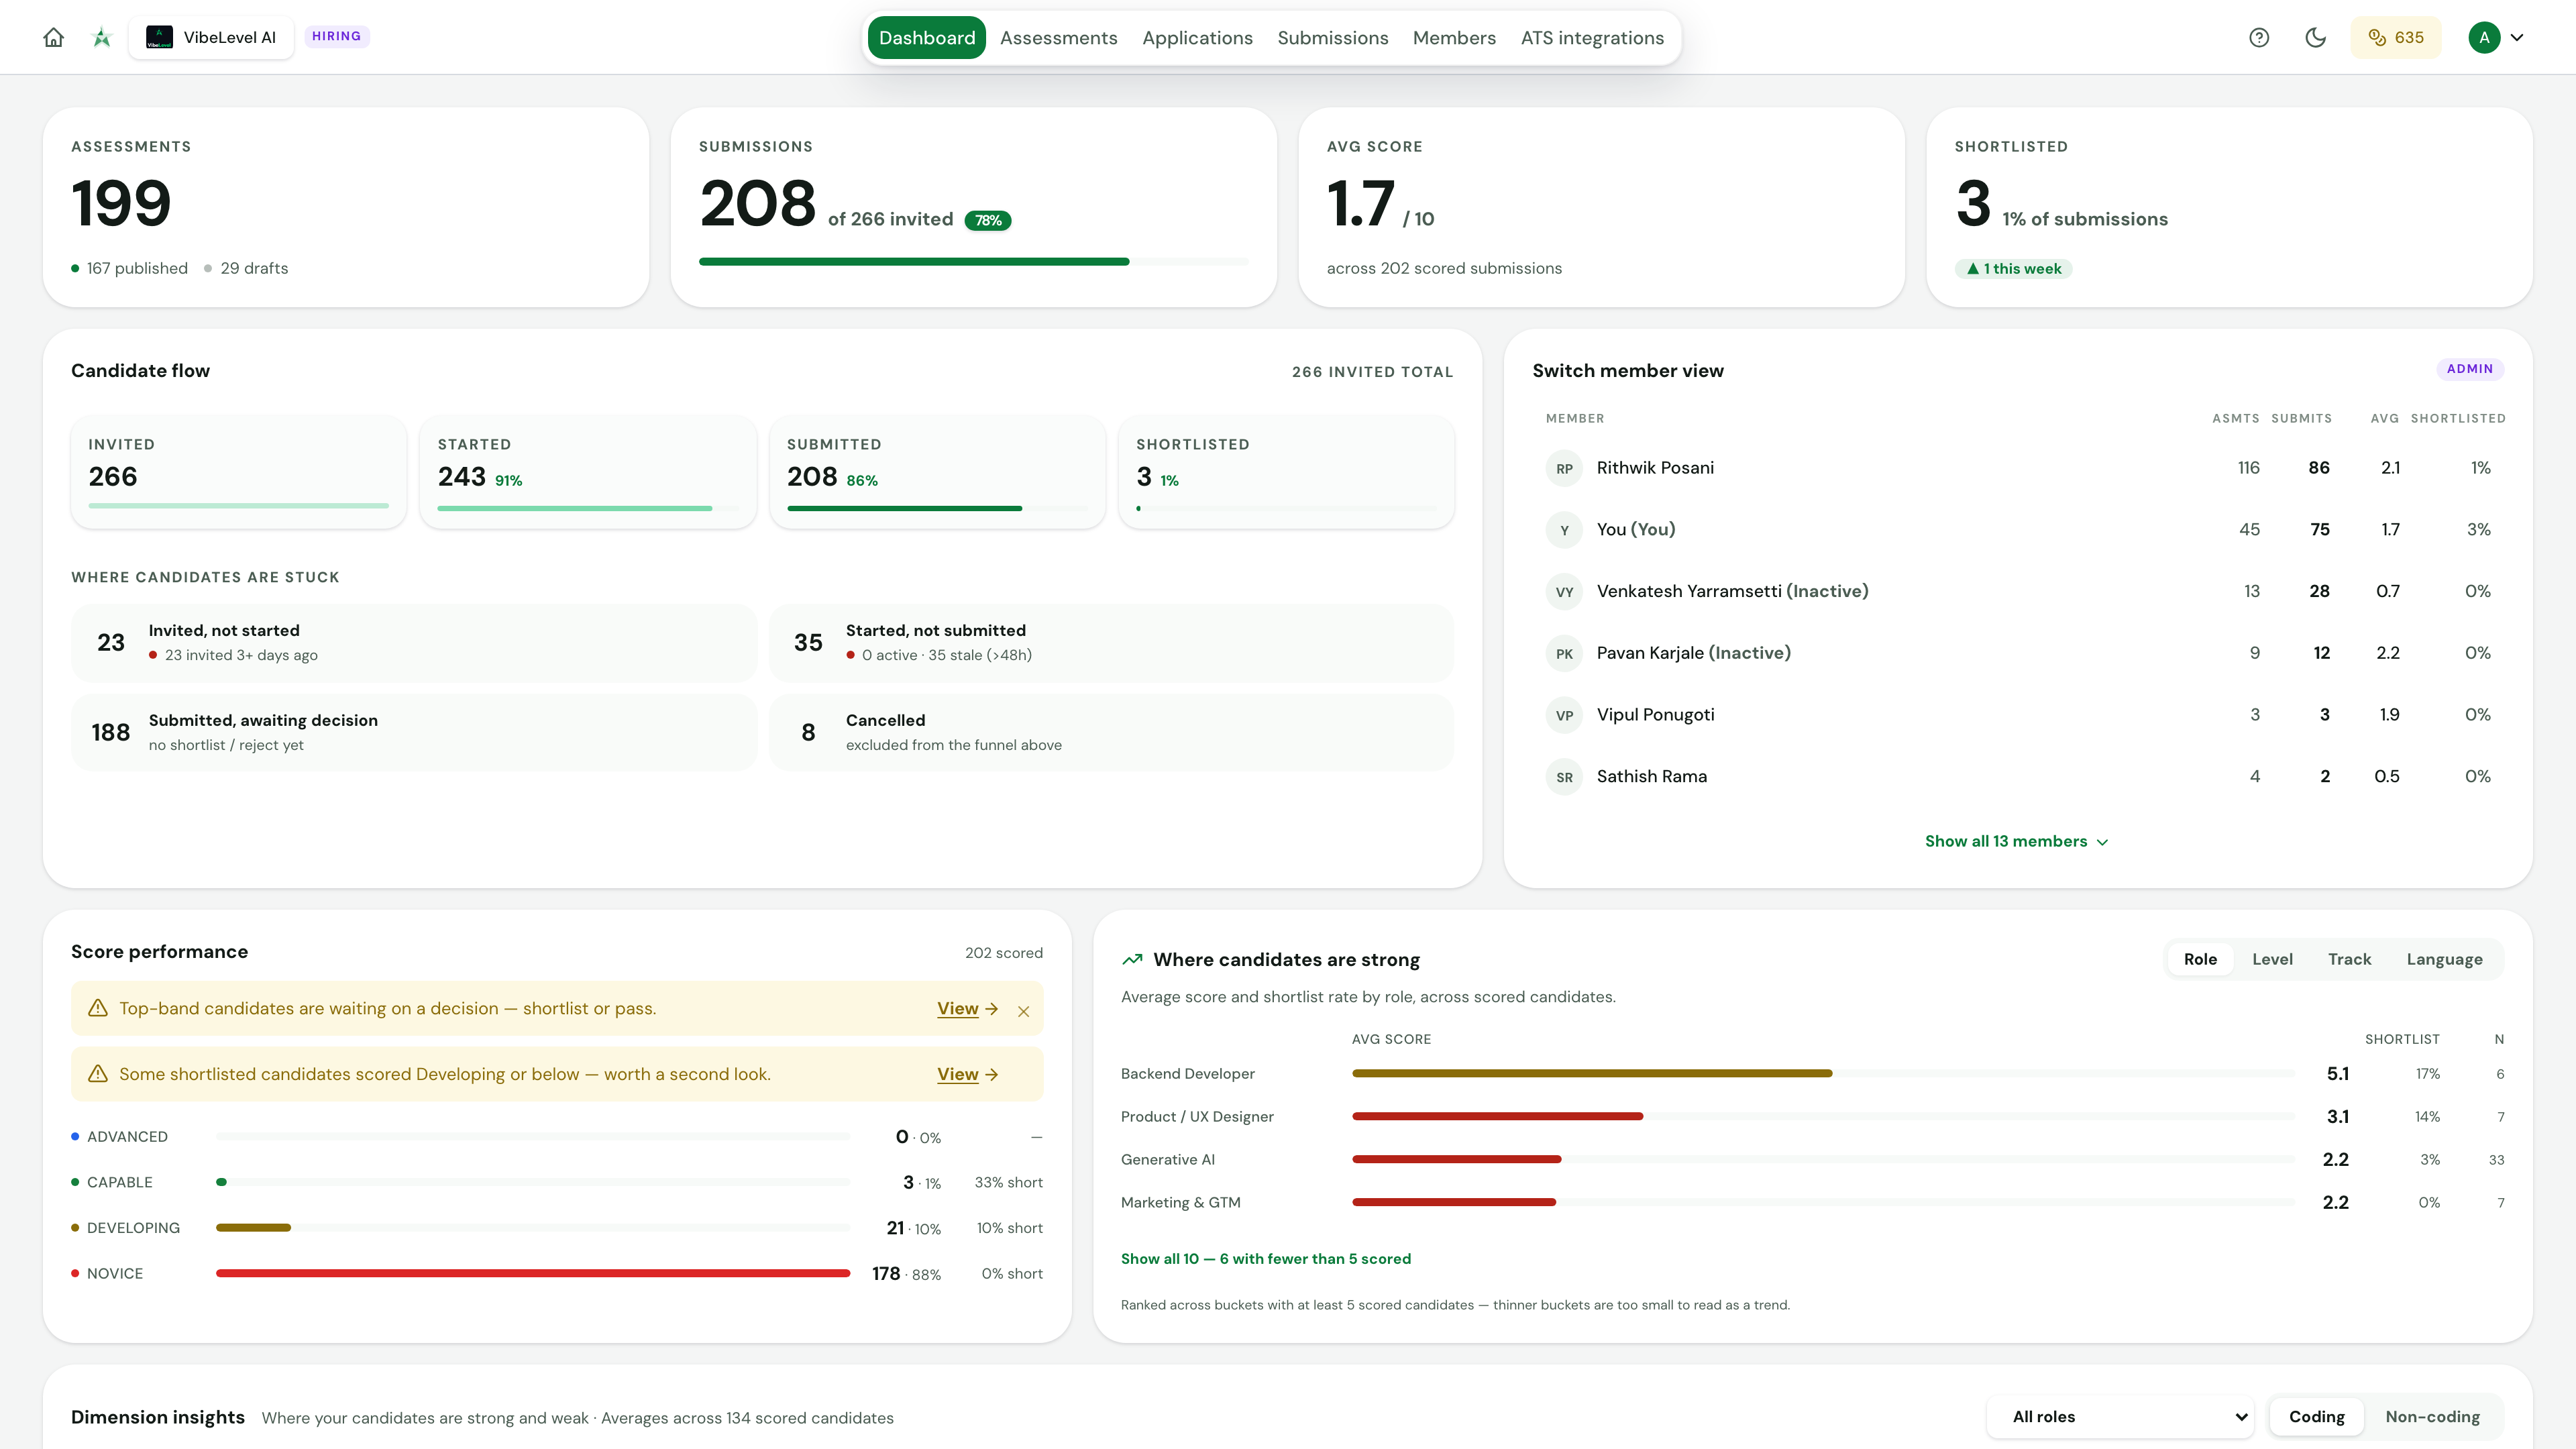 VibeLevel AI
HIRING
Dashboard
Assessments
Applications
Submissions
Members
ATS integrations
635
A
ASSESSMENTS
199
167 published
29 drafts
SUBMISSIONS
208 of 266 invited 78%
AVG SCORE
1.7 / 10
across 202 scored submissions
SHORTLISTED
3 1% of submissions
▲ 1 this week
Candidate flow
266 INVITED TOTAL
INVITED
266
STARTED
243 91%
SUBMITTED
208 86%
SHORTLISTED
3 1%
WHERE CANDIDATES ARE STUCK
23
Invited, not started
23 invited 3+ days ago
35
Started, not submitted
0 active · 35 stale (>48h)
188
Submitted, awaiting decision
no shortlist / reject yet
8
Cancelled
excluded from the funnel above
Switch member view
ADMIN
MEMBER ASMTS SUBMITS AVG SHORTLISTED
RP Rithwik Posani 116 86 2.1 1%
Y You (You) 45 75 1.7 3%
VY Venkatesh Yarramsetti (Inactive) 13 28 0.7 0%
PK Pavan Karjale (Inactive) 9 12 2.2 0%
VP Vipul Ponugoti 3 3 1.9 0%
SR Sathish Rama 4 2 0.5 0%
Show all 13 members
Score performance
202 scored
Top-band candidates are waiting on a decision — shortlist or pass. View →
Some shortlisted candidates scored Developing or below — worth a second look. View →
ADVANCED 0 · 0% —
CAPABLE 3 · 1% 33% short
DEVELOPING 21 · 10% 10% short
NOVICE 178 · 88% 0% short
Where candidates are strong
Role Level Track Language
Average score and shortlist rate by role, across scored candidates.
AVG SCORE SHORTLIST N
Backend Developer 5.1 17% 6
Product / UX Designer 3.1 14% 7
Generative AI 2.2 3% 33
Marketing & GTM 2.2 0% 7
Show all 10 — 6 with fewer than 5 scored
Ranked across buckets with at least 5 scored candidates — thinner buckets are too small to read as a trend.
Dimension insights
Where your candidates are strong and weak · Averages across 134 scored candidates
All roles
Coding
Non-coding